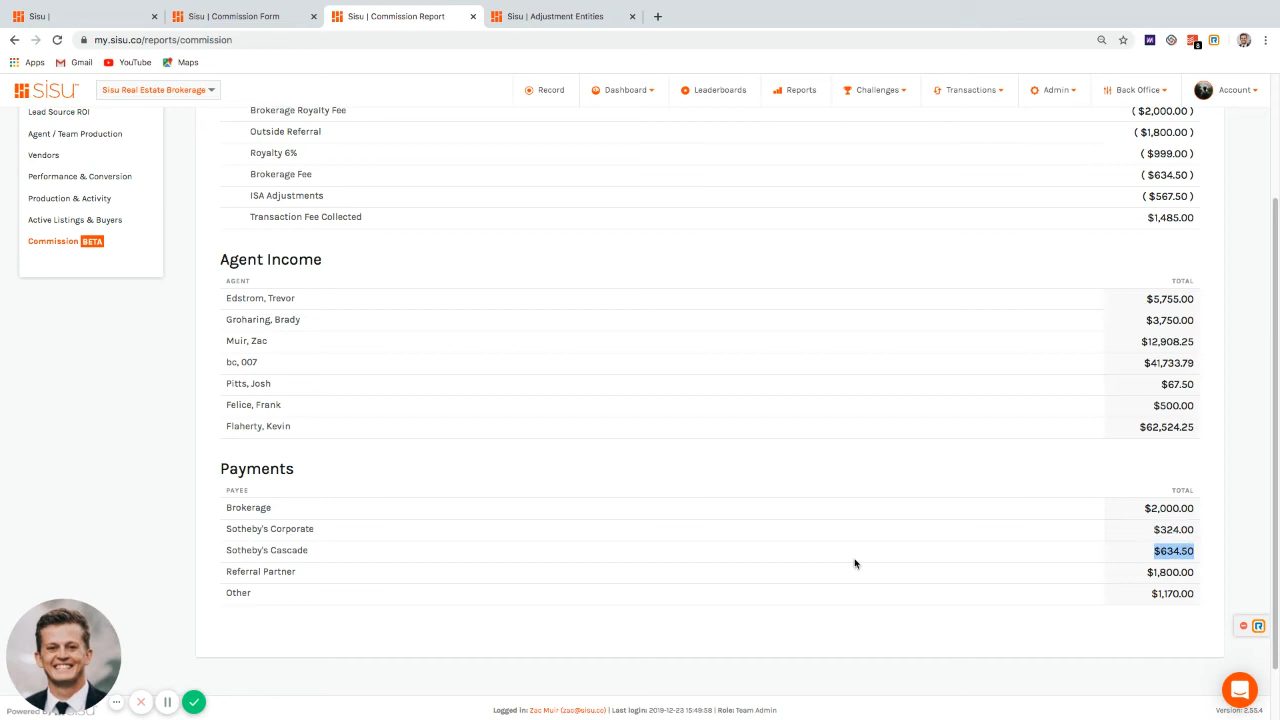 Sisu |
Sisu | Commission Form
Sisu | Commission Report
Sisu | Adjustment Entities
my.sisu.co/reports/commission
8
Apps
Gmail
YouTube
Maps
sisu
Sisu Real Estate Brokerage
Record
Dashboard
Leaderboards
Reports
Challenges
Transactions
Admin
Back Office
Account
Lead Source ROI
Agent / Team Production
Vendors
Performance & Conversion
Production & Activity
Active Listings & Buyers
Commission BETA
Brokerage Royalty Fee ( $2,000.00 )
Outside Referral ( $1,800.00 )
Royalty 6% ( $999.00 )
Brokerage Fee ( $634.50 )
ISA Adjustments ( $567.50 )
Transaction Fee Collected $1,485.00
Agent Income
AGENT TOTAL
Edstrom, Trevor $5,755.00
Groharing, Brady $3,750.00
Muir, Zac $12,908.25
bc, 007 $41,733.79
Pitts, Josh $67.50
Felice, Frank $500.00
Flaherty, Kevin $62,524.25
Payments
PAYEE TOTAL
Brokerage $2,000.00
Sotheby's Corporate $324.00
Sotheby's Cascade $634.50
Referral Partner $1,800.00
Other $1,170.00
Powered By
Logged in: Zac Muir (zac@sisu.co) | Last login: 2019-12-23 15:49:58 | Role: Team Admin
Version: 2.55.4